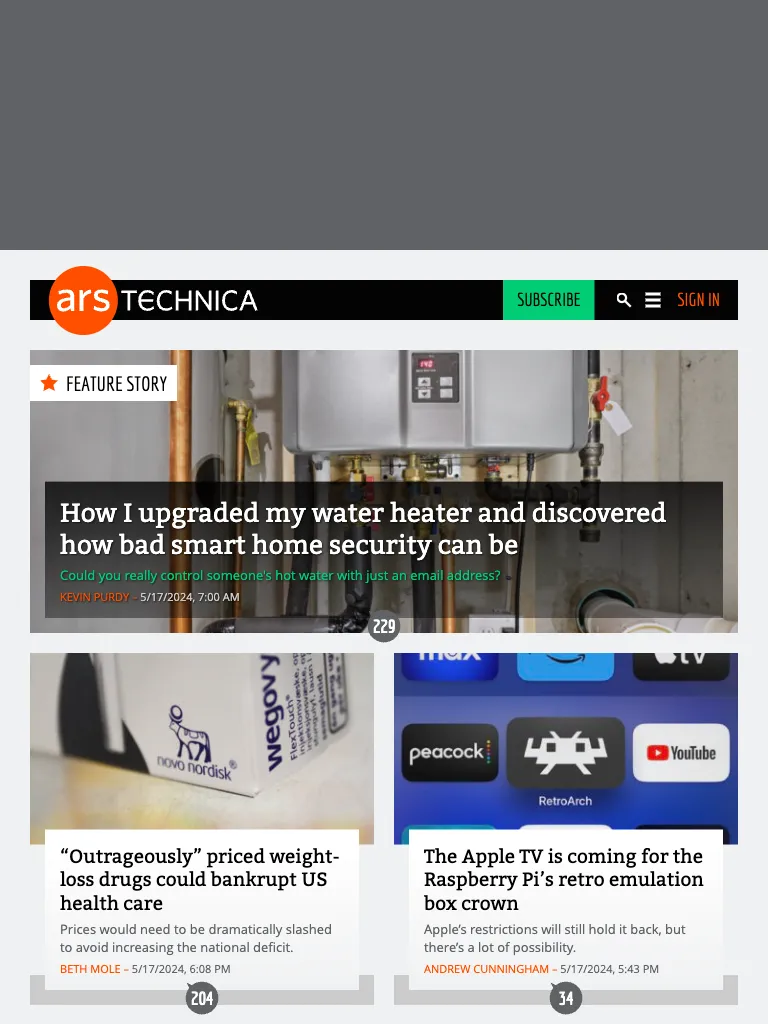 ars TECHNICA
SUBSCRIBE
SIGN IN
FEATURE STORY
How I upgraded my water heater and discovered
how bad smart home security can be
Could you really control someone's hot water with just an email address?
KEVIN PURDY – 5/17/2024, 7:00 AM
229
wegovy
FlexTouch®
novo nordisk®
“Outrageously” priced weight-
loss drugs could bankrupt US
health care
Prices would need to be dramatically slashed
to avoid increasing the national deficit.
BETH MOLE – 5/17/2024, 6:08 PM
204
max
tv
peacock
YouTube
RetroArch
The Apple TV is coming for the
Raspberry Pi’s retro emulation
box crown
Apple’s restrictions will still hold it back, but
there’s a lot of possibility.
ANDREW CUNNINGHAM – 5/17/2024, 5:43 PM
34